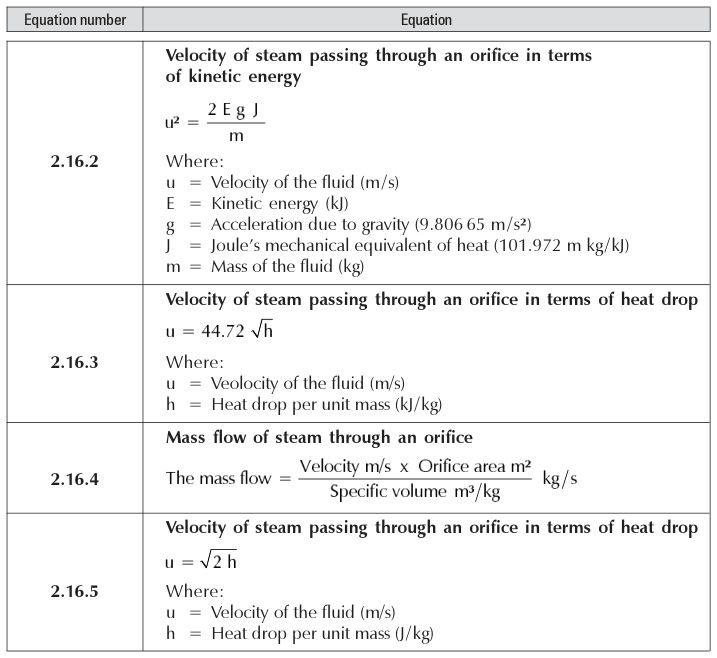 Equation number Equation
Velocity of steam passing through an orifice in terms
of kinetic energy
u² = 2 E g J / m
2.16.2
Where:
u = Velocity of the fluid (m/s)
E = Kinetic energy (kJ)
g = Acceleration due to gravity (9.806 65 m/s²)
J = Joule's mechanical equivalent of heat (101.972 m kg/kJ)
m = Mass of the fluid (kg)
Velocity of steam passing through an orifice in terms of heat drop
u = 44.72 √h
2.16.3
Where:
u = Veolocity of the fluid (m/s)
h = Heat drop per unit mass (kJ/kg)
Mass flow of steam through an orifice
2.16.4
The mass flow = Velocity m/s x Orifice area m² / Specific volume m³/kg kg/s
Velocity of steam passing through an orifice in terms of heat drop
u = √2 h
2.16.5
Where:
u = Velocity of the fluid (m/s)
h = Heat drop per unit mass (J/kg)